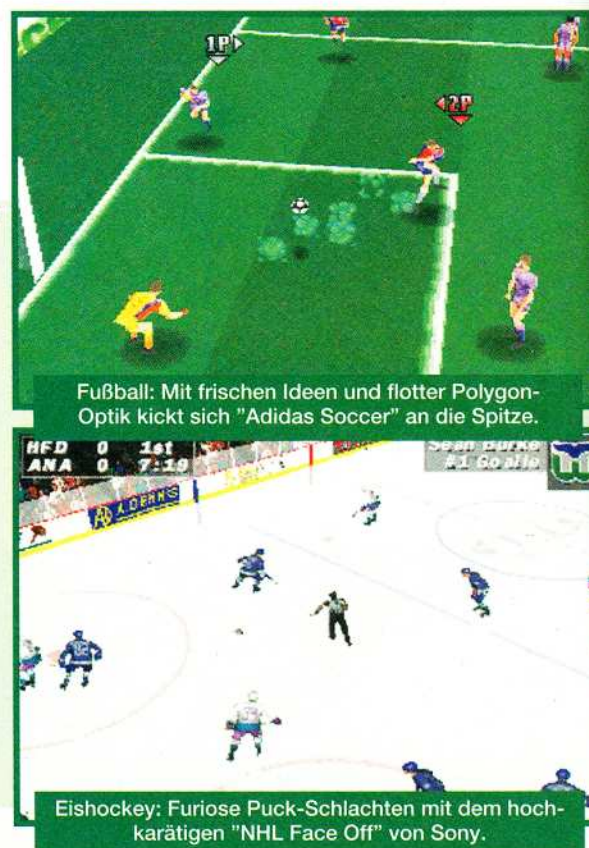 1P
2P
Fußball: Mit frischen Ideen und flotter Polygon-
Optik kickt sich "Adidas Soccer" an die Spitze.
HFD 0 1st
ANA 0 7:19
Sean Burke
#1 Goalie
Eishockey: Furiose Puck-Schlachten mit dem hoch-
karätigen "NHL Face Off" von Sony.